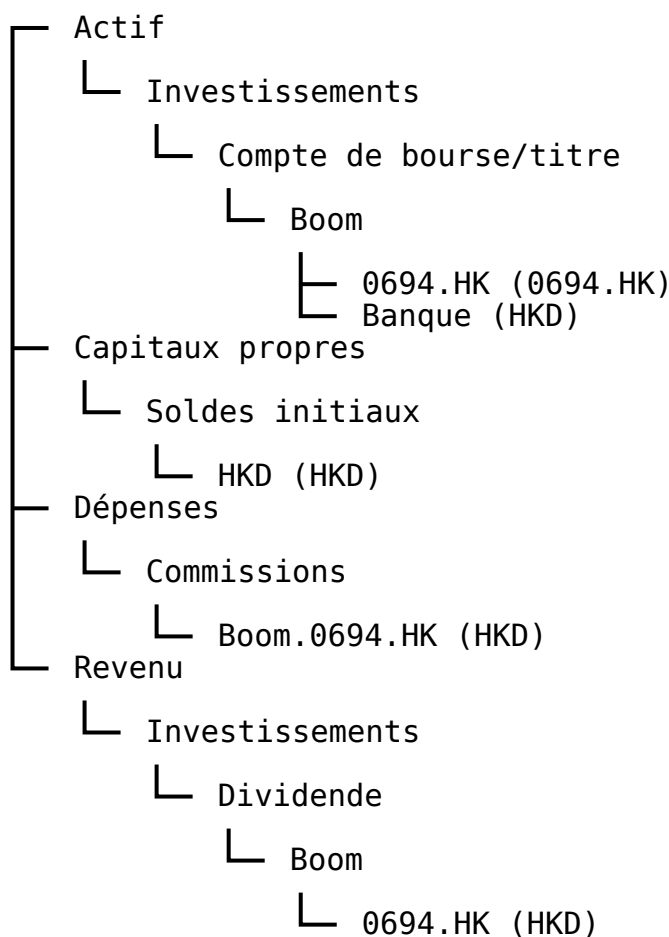 Actif
Investissements
Compte de bourse/titre
Boom
0694.HK (0694.HK)
Banque (HKD)
Capitaux propres
Soldes initiaux
HKD (HKD)
Dépenses
Commissions
Boom.0694.HK (HKD)
Revenu
Investissements
Dividende
Boom
0694.HK (HKD)